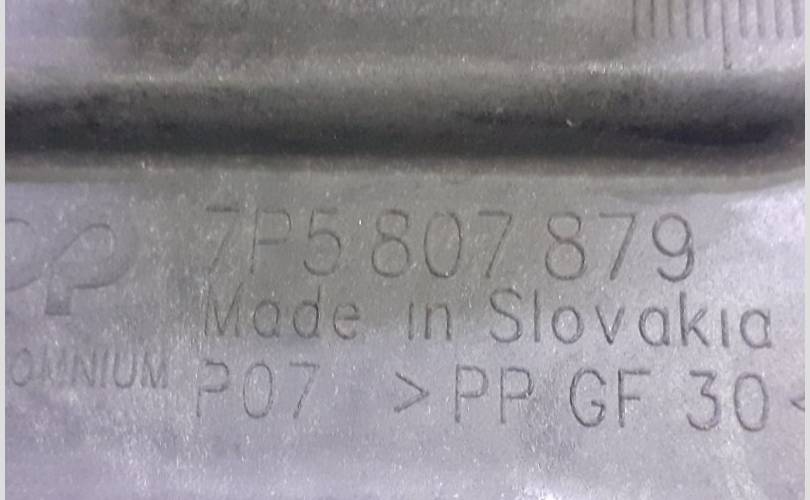 7P5 807 879
Made in Slovakia
OMNIUM P07 >PP GF 30<